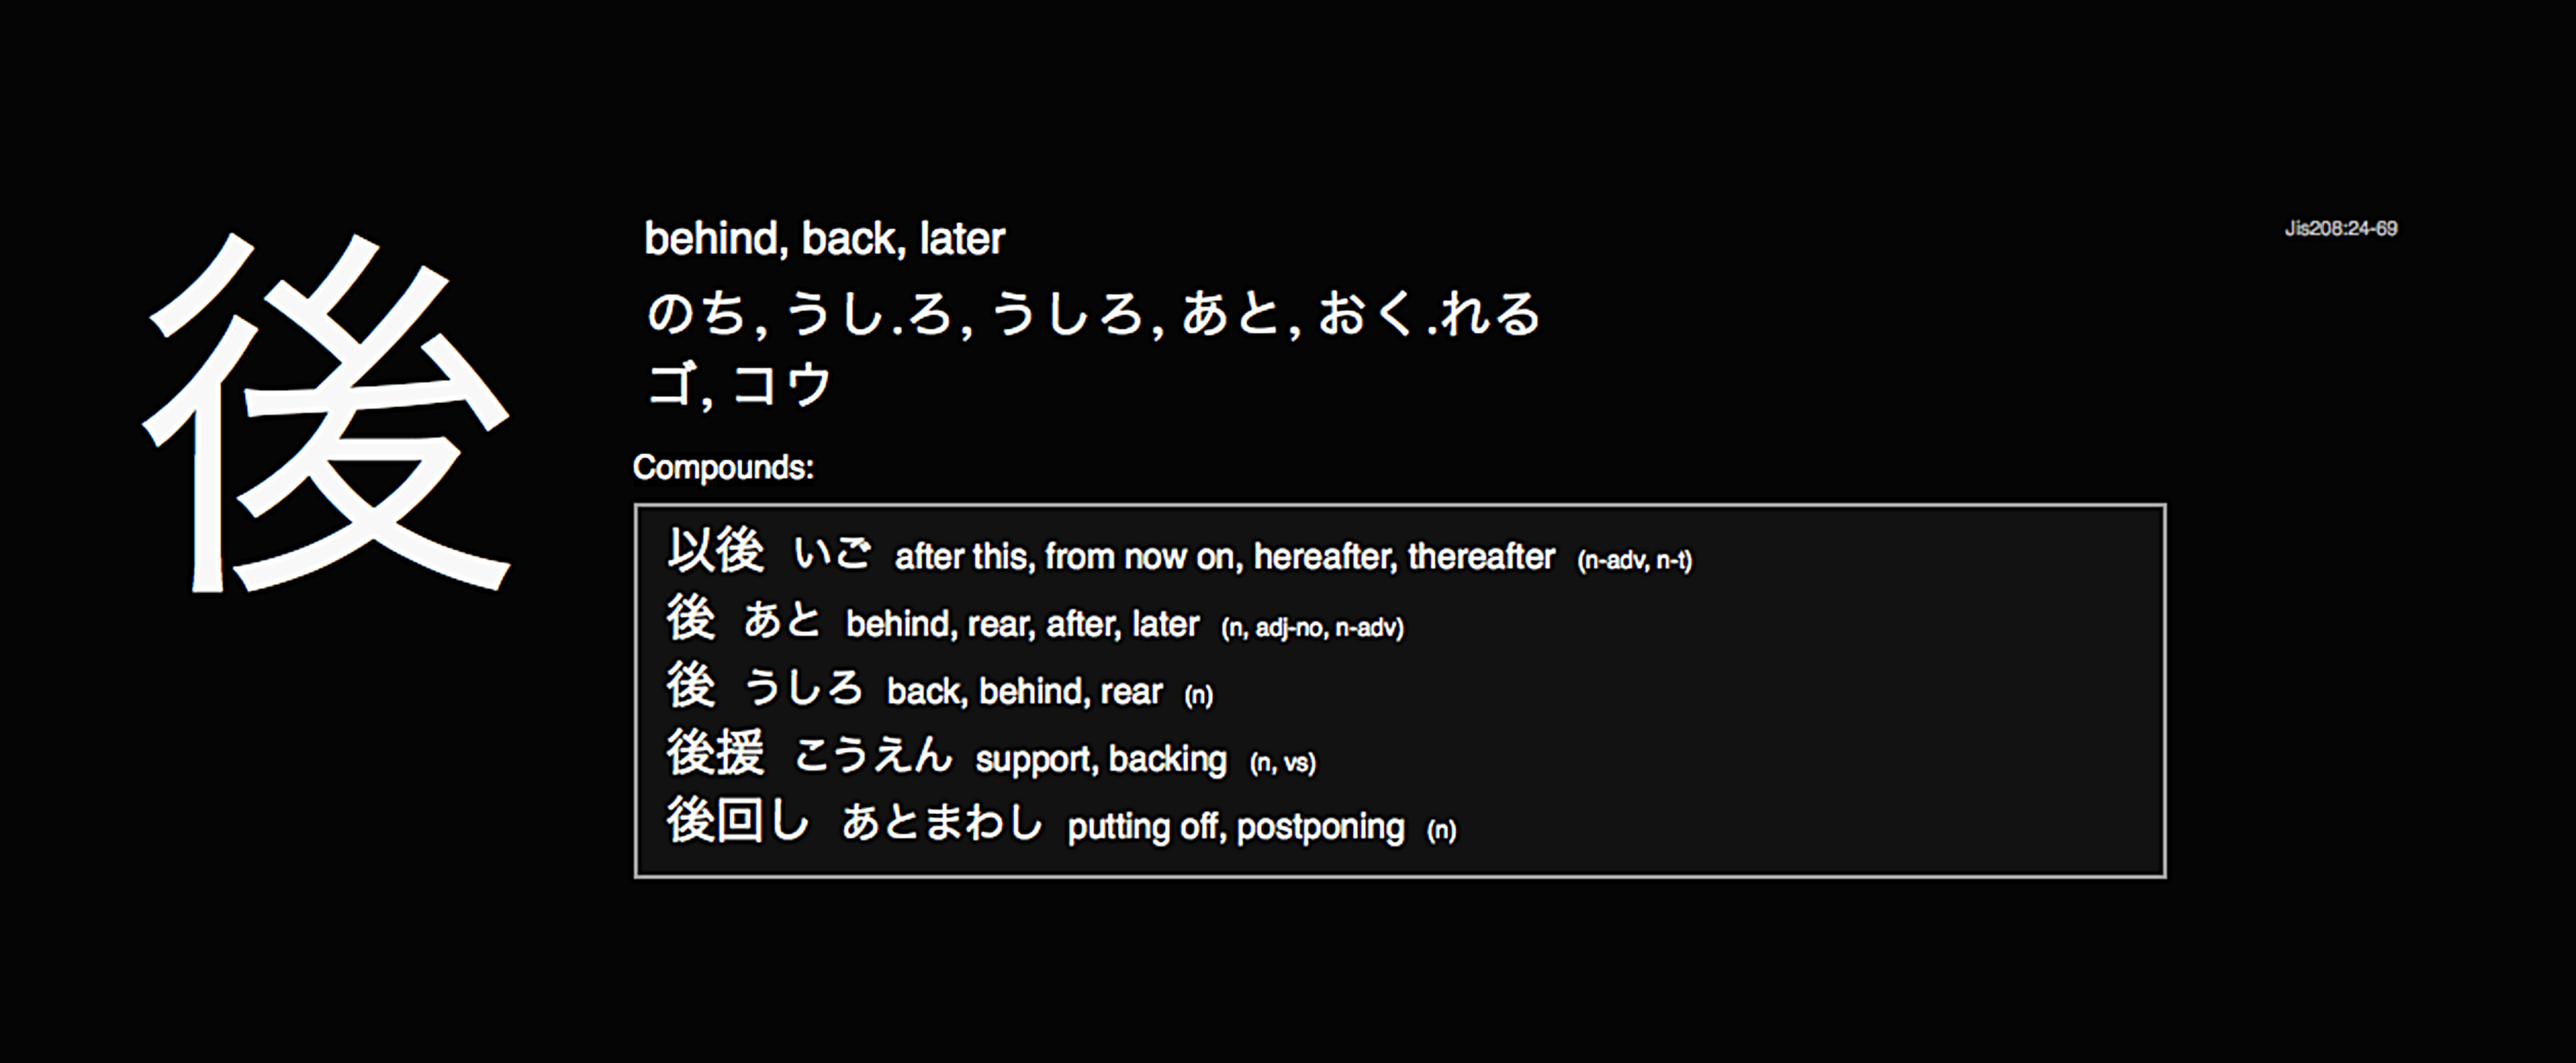 後
behind, back, later
のち, うし.ろ, うしろ, あと, おく.れる
ゴ, コウ
Jis208:24-69
Compounds:
以後 いご after this, from now on, hereafter, thereafter (n-adv, n-t)
後 あと behind, rear, after, later (n, adj-no, n-adv)
後 うしろ back, behind, rear (n)
後援 こうえん support, backing (n, vs)
後回し あとまわし putting off, postponing (n)